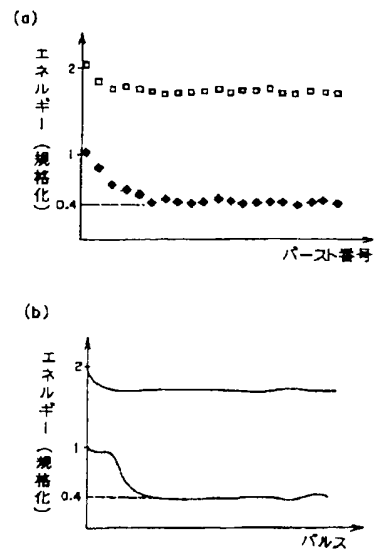 (a)
エネルギー(規格化)
2
1
0.4
バースト番号
(b)
エネルギー(規格化)
2
1
0.4
パルス